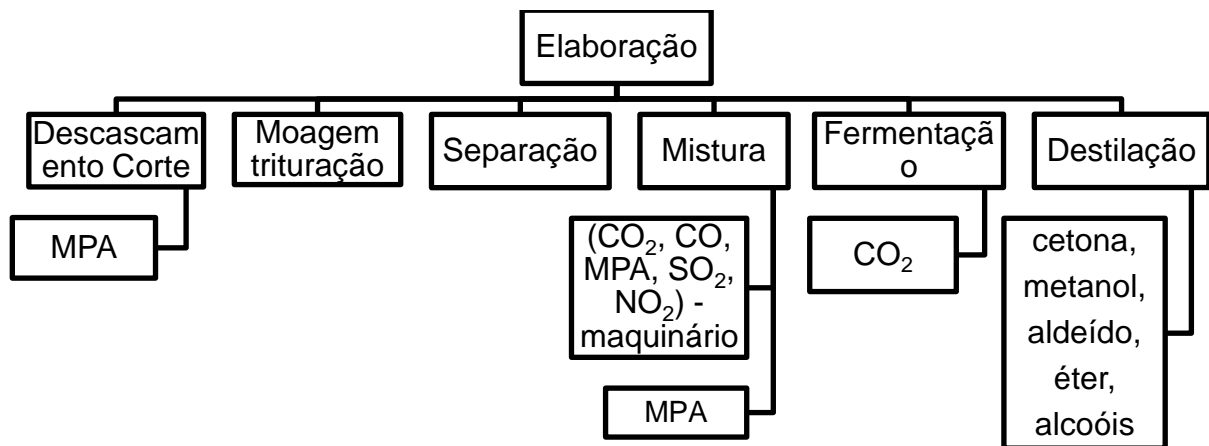 Elaboração
Descascam
ento Corte
Moagem
trituração
Separação
Mistura
Fermentaçã
o
Destilação
MPA
(CO₂, CO,
MPA, SO₂,
NO₂) -
maquinário
MPA
CO₂
cetona,
metanol,
aldeído,
éter,
alcoóis